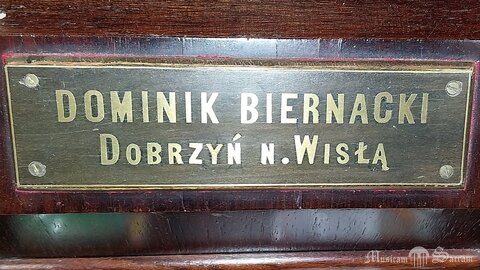 DOMINIK BIERNACKI
DOBRZYŃ N. WISŁĄ
Musicam Sacram